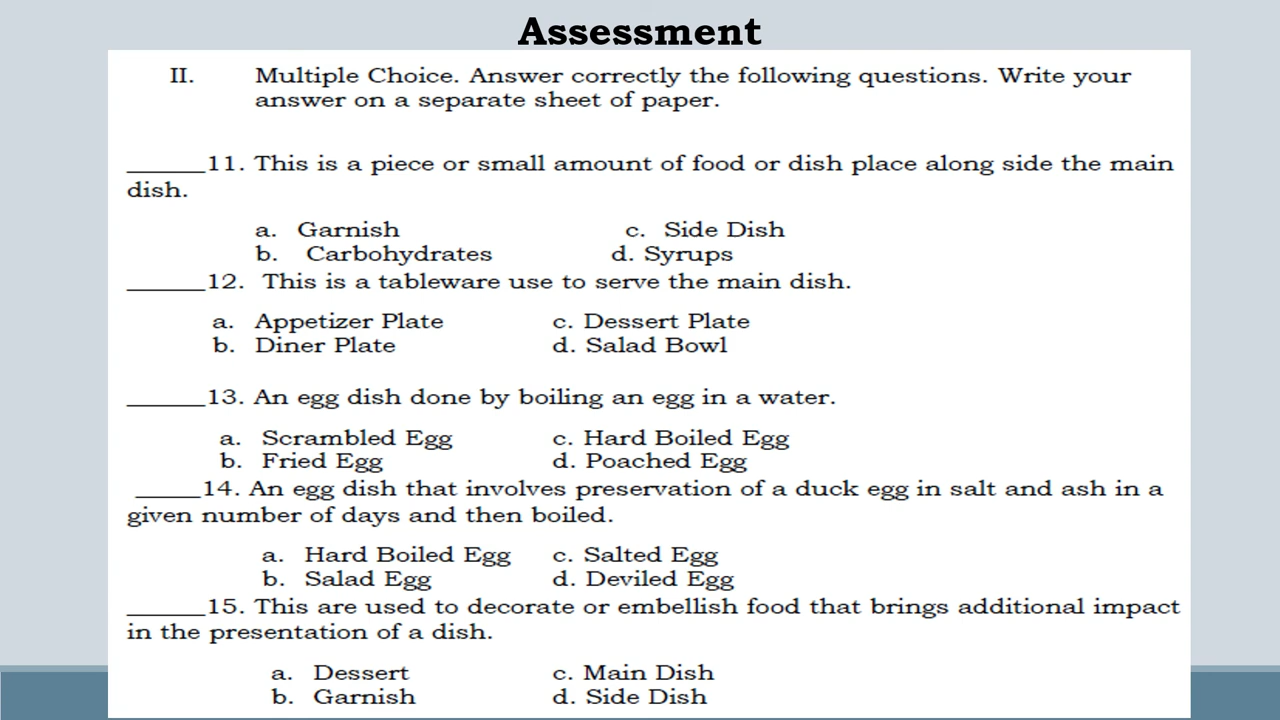 Assessment
II. Multiple Choice. Answer correctly the following questions. Write your
answer on a separate sheet of paper.
______11. This is a piece or small amount of food or dish place along side the main
dish.
a. Garnish c. Side Dish
b. Carbohydrates d. Syrups
______12. This is a tableware use to serve the main dish.
a. Appetizer Plate c. Dessert Plate
b. Diner Plate d. Salad Bowl
______13. An egg dish done by boiling an egg in a water.
a. Scrambled Egg c. Hard Boiled Egg
b. Fried Egg d. Poached Egg
_____14. An egg dish that involves preservation of a duck egg in salt and ash in a
given number of days and then boiled.
a. Hard Boiled Egg c. Salted Egg
b. Salad Egg d. Deviled Egg
______15. This are used to decorate or embellish food that brings additional impact
in the presentation of a dish.
a. Dessert c. Main Dish
b. Garnish d. Side Dish